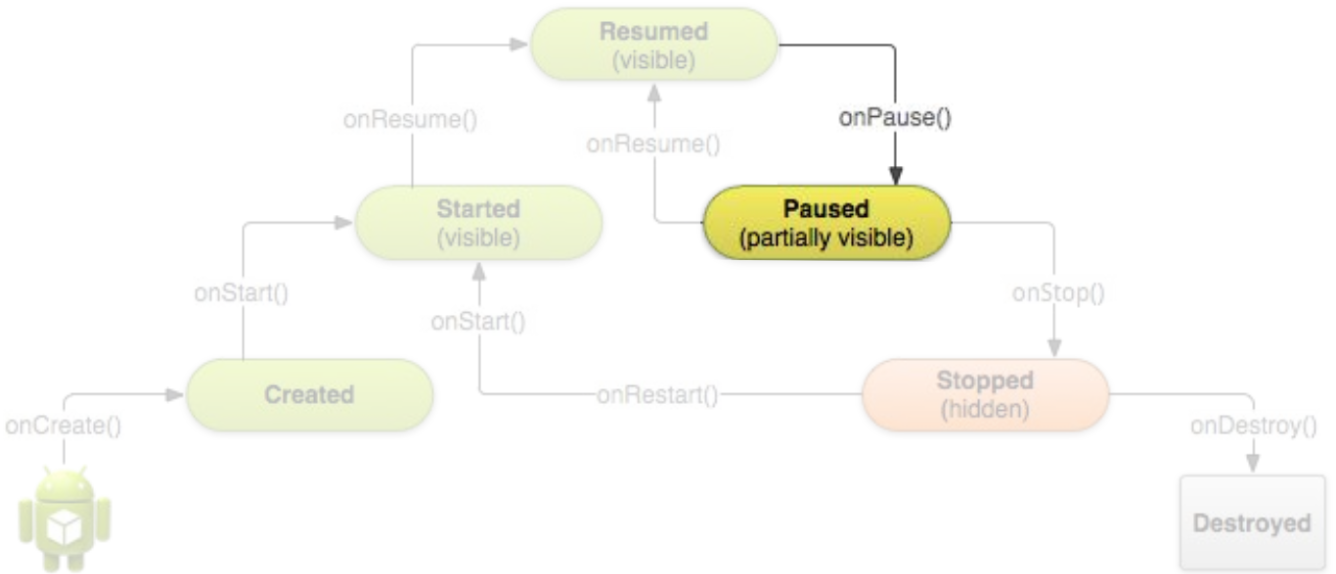 Resumed
(visible)
onResume()
onPause()
onResume()
Started
(visible)
Paused
(partially visible)
onStart()
onStop()
onStart()
Created
onRestart()
Stopped
(hidden)
onCreate()
onDestroy()
Destroyed